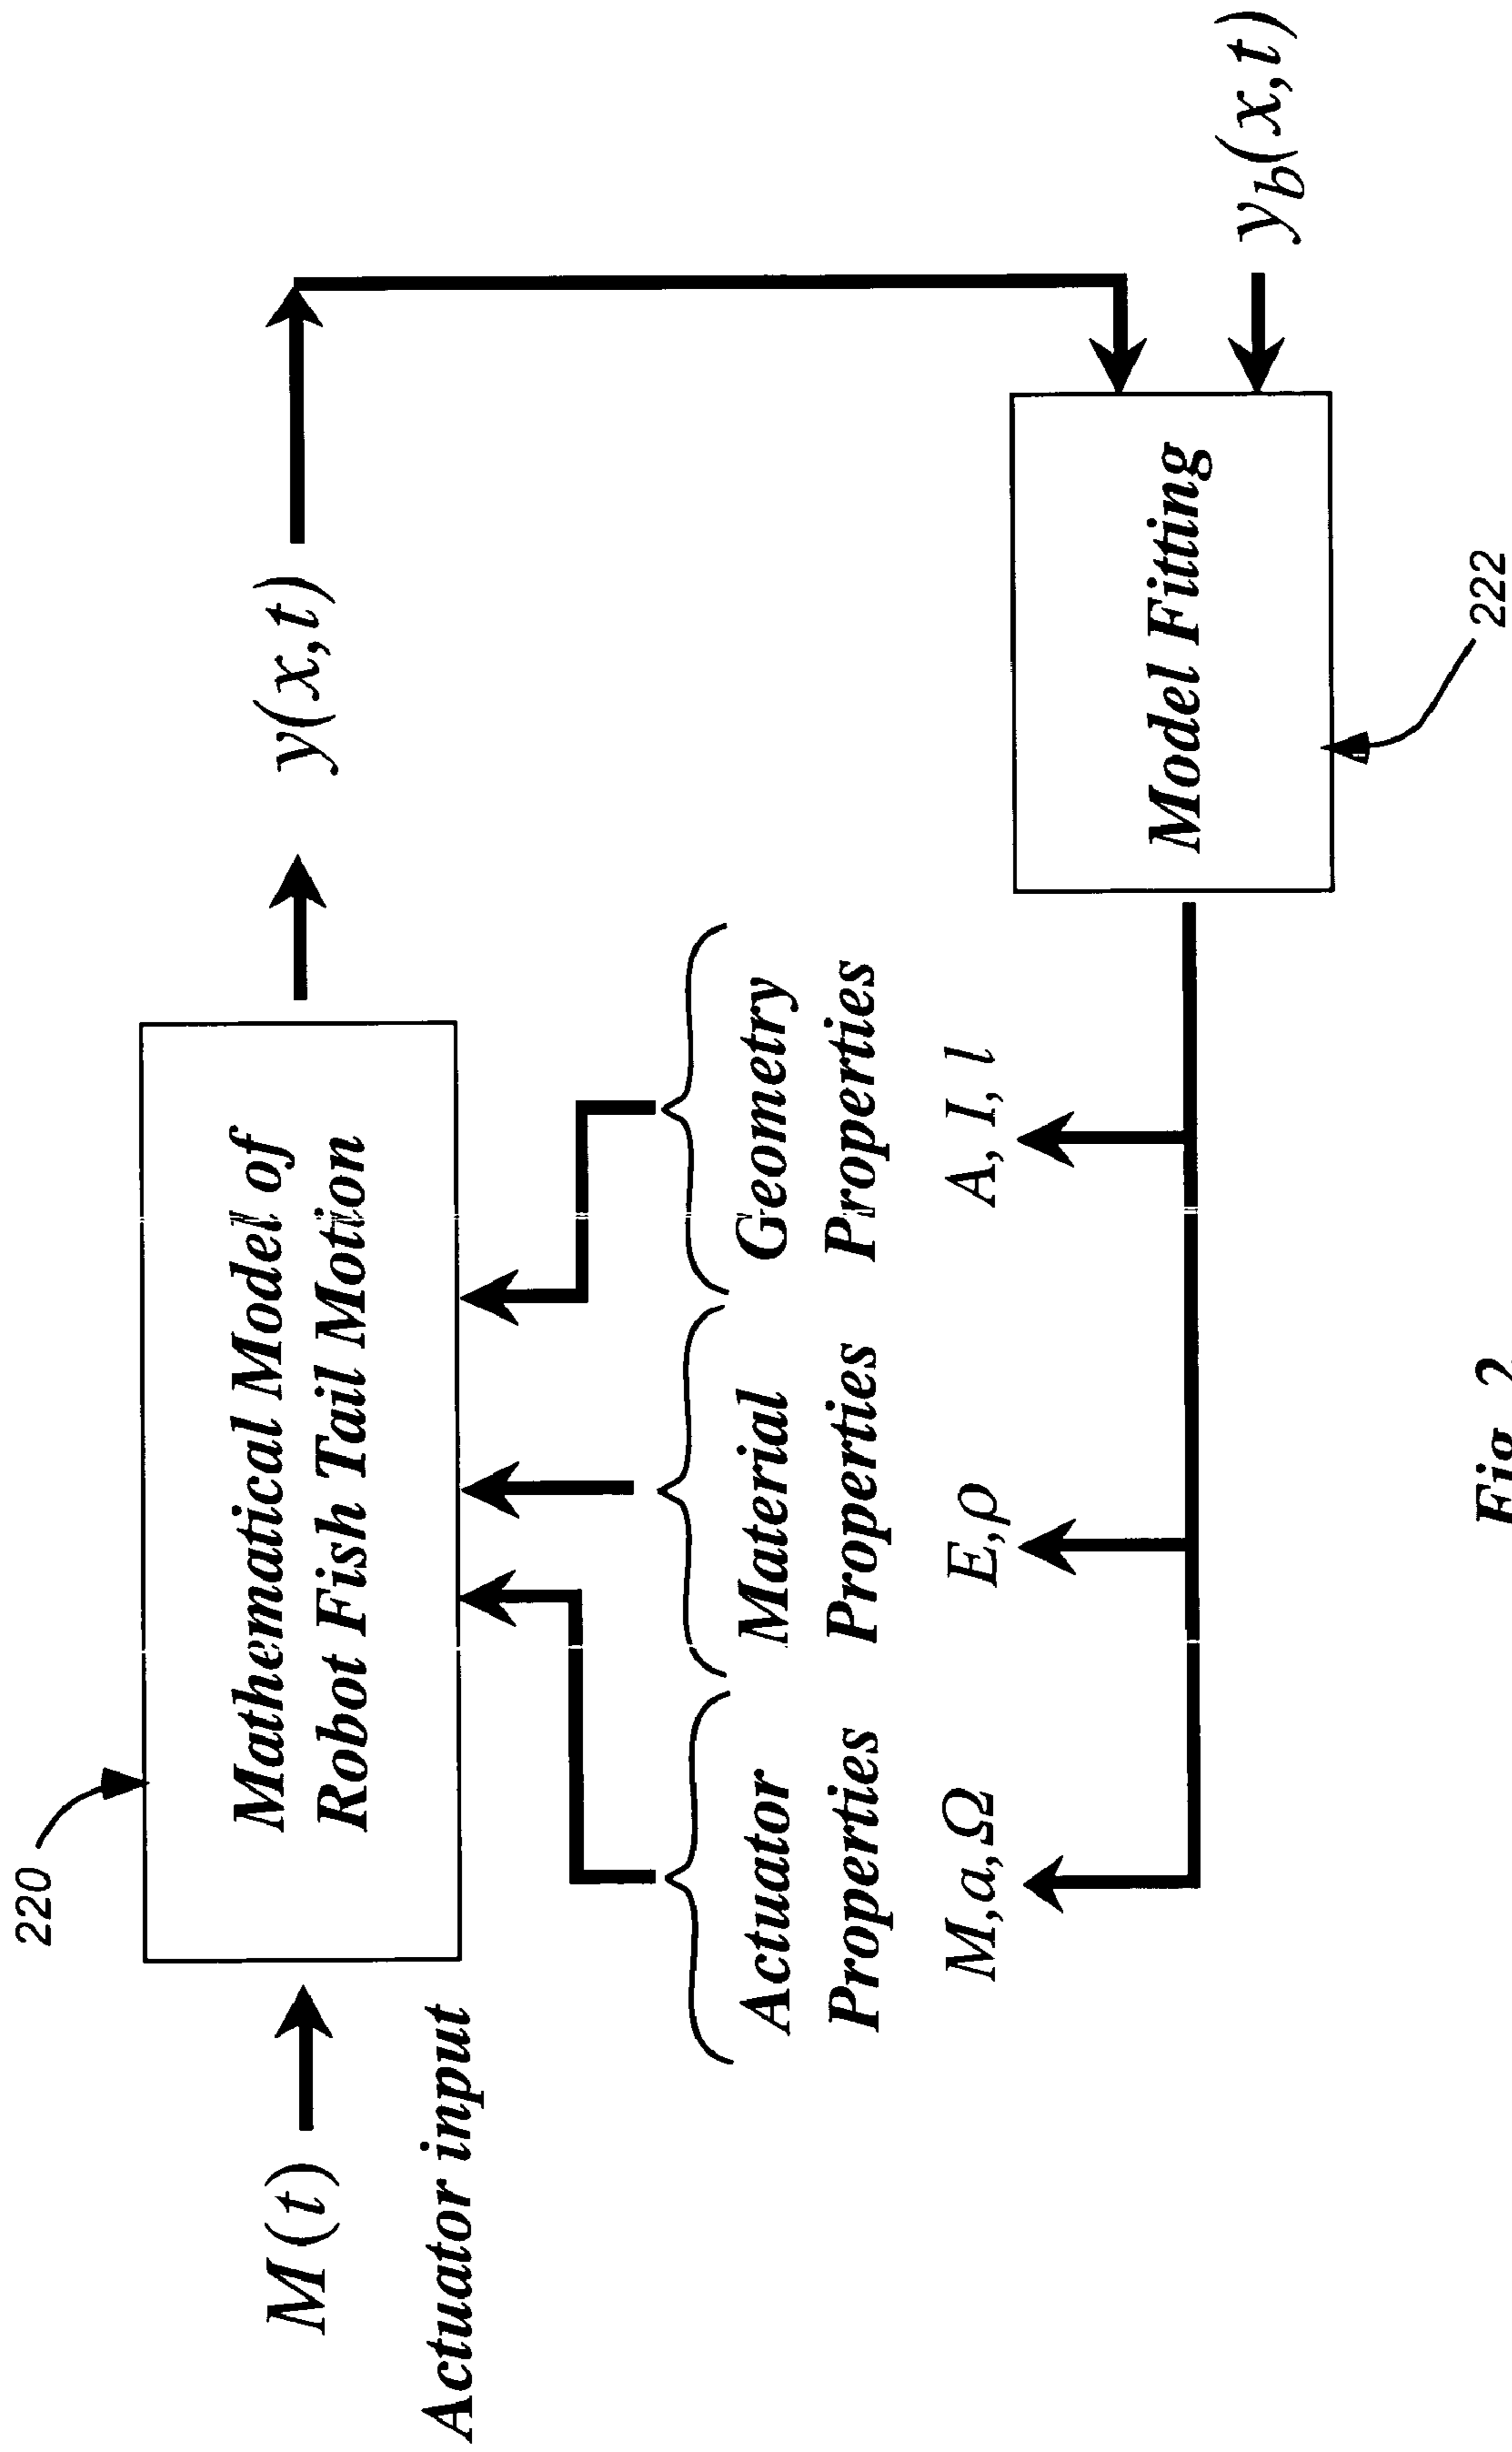 220
M(t)
Actuator input
Mathematical Model of
Robot Fish Tail Motion
y(x,t)
Actuator
Properties
M,a,Ω
Material
Properties
E,ρ
Geometry
Properties
A, I, l
Model Fitting
y_b(x,t)
222
Fig. 2